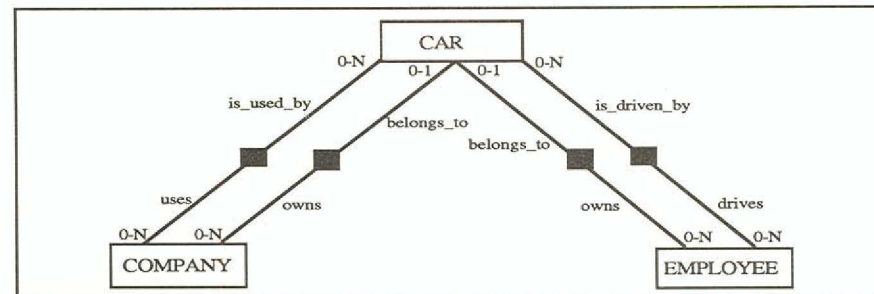 CAR
0-N 0-1 0-1 0-N
is_used_by is_driven_by
belongs_to belongs_to
uses owns owns drives
0-N 0-N 0-N 0-N
COMPANY EMPLOYEE